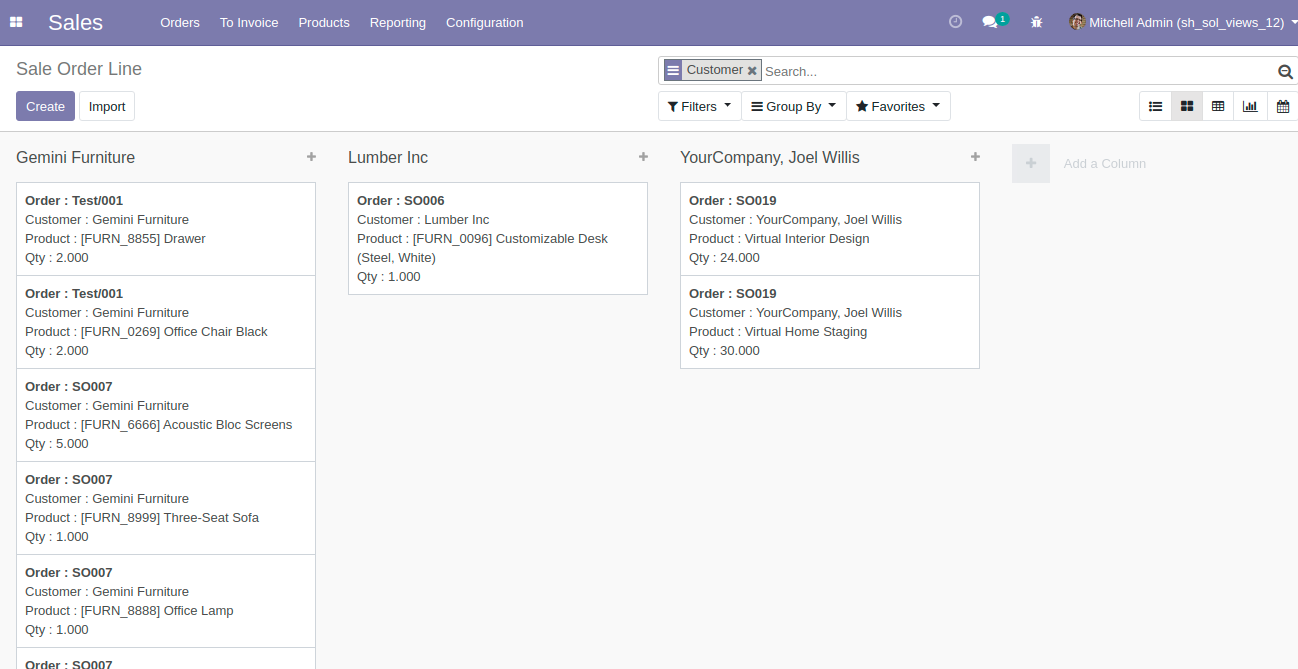 Sales Orders To Invoice Products Reporting Configuration 1 Mitchell Admin (sh_sol_views_12)
Sale Order Line
Customer Search...
Create Import
Filters Group By Favorites
Gemini Furniture
Order : Test/001
Customer : Gemini Furniture
Product : [FURN_8855] Drawer
Qty : 2.000
Order : Test/001
Customer : Gemini Furniture
Product : [FURN_0269] Office Chair Black
Qty : 2.000
Order : SO007
Customer : Gemini Furniture
Product : [FURN_6666] Acoustic Bloc Screens
Qty : 5.000
Order : SO007
Customer : Gemini Furniture
Product : [FURN_8999] Three-Seat Sofa
Qty : 1.000
Order : SO007
Customer : Gemini Furniture
Product : [FURN_8888] Office Lamp
Qty : 1.000
Order : SO007
Lumber Inc
Order : SO006
Customer : Lumber Inc
Product : [FURN_0096] Customizable Desk
(Steel, White)
Qty : 1.000
YourCompany, Joel Willis
Order : SO019
Customer : YourCompany, Joel Willis
Product : Virtual Interior Design
Qty : 24.000
Order : SO019
Customer : YourCompany, Joel Willis
Product : Virtual Home Staging
Qty : 30.000
Add a Column